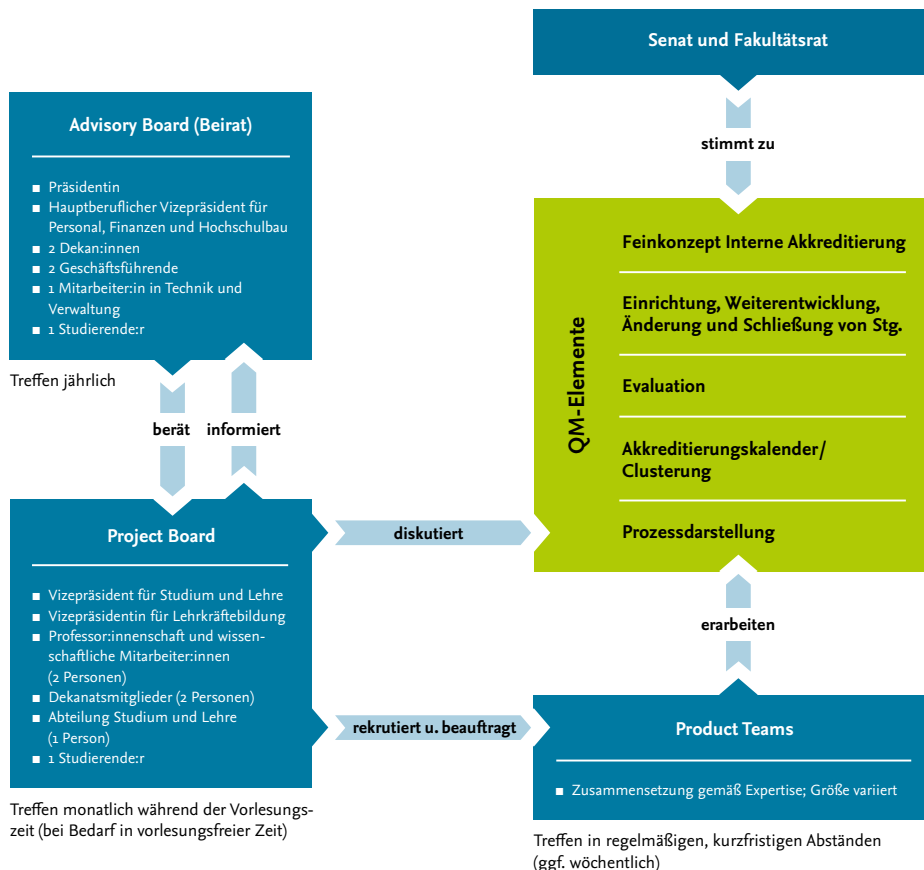 Senat und Fakultätsrat
stimmt zu
Advisory Board (Beirat)
■ Präsidentin
■ Hauptberuflicher Vizepräsident für
Personal, Finanzen und Hochschulbau
■ 2 Dekan:innen
■ 2 Geschäftsführende
■ 1 Mitarbeiter:in in Technik und
Verwaltung
■ 1 Studierende:r
Treffen jährlich
berät
informiert
QM-Elemente
Feinkonzept Interne Akkreditierung
Einrichtung, Weiterentwicklung,
Änderung und Schließung von Stg.
Evaluation
Akkreditierungskalender/
Clusterung
Prozessdarstellung
Project Board
■ Vizepräsident für Studium und Lehre
■ Vizepräsidentin für Lehrkräftebildung
■ Professor:innenschaft und wissen-
schaftliche Mitarbeiter:innen
(2 Personen)
■ Dekanatsmitglieder (2 Personen)
■ Abteilung Studium und Lehre
(1 Person)
■ 1 Studierende:r
Treffen monatlich während der Vorlesungs-
zeit (bei Bedarf in vorlesungsfreier Zeit)
diskutiert
erarbeiten
rekrutiert u. beauftragt
Product Teams
■ Zusammensetzung gemäß Expertise; Größe variiert
Treffen in regelmäßigen, kurzfristigen Abständen
(ggf. wöchentlich)